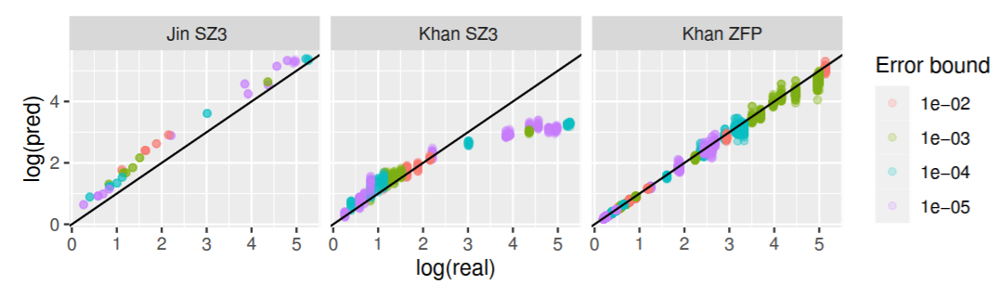 Jin SZ3 Khan SZ3 Khan ZFP
log(pred)
4
2
0
0 1 2 3 4 5 0 1 2 3 4 5 0 1 2 3 4 5
log(real)
Error bound
1e−02
1e−03
1e−04
1e−05